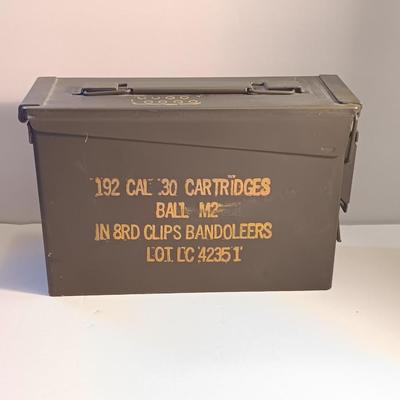 192 CAL .30 CARTRIDGES
BALL M2
IN 8RD CLIPS BANDOLEERS
LOT LC 42351